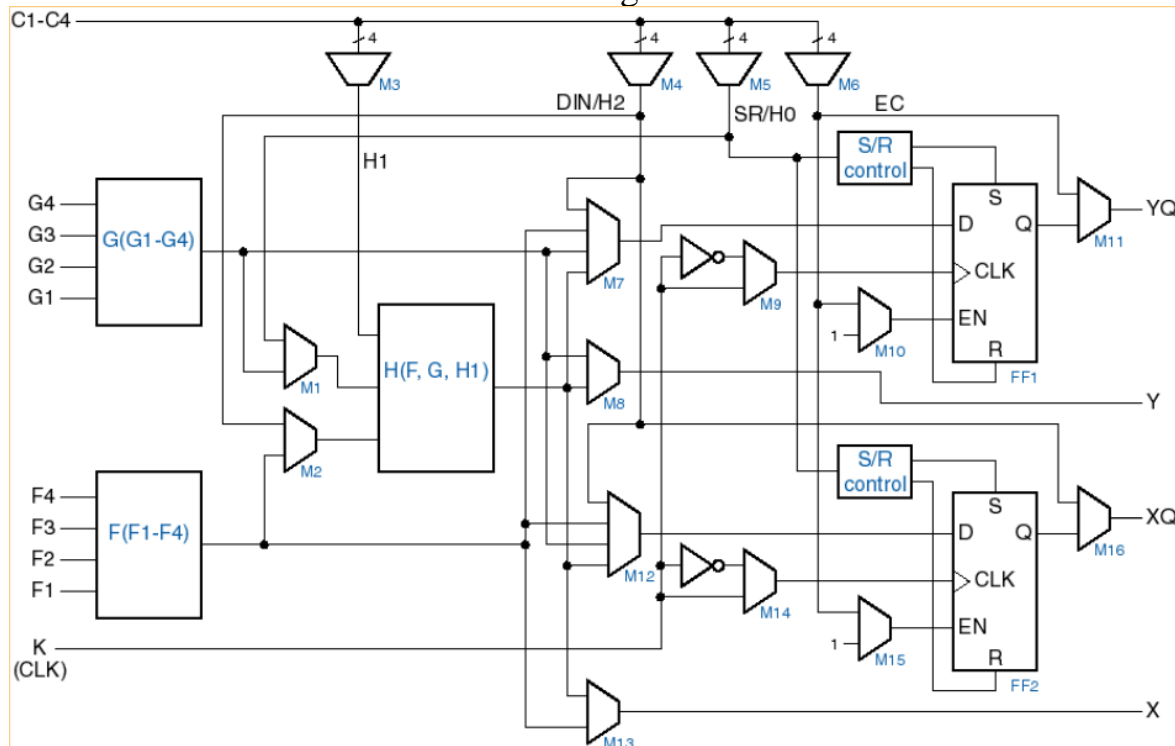 C1-C4
4
4
4
4
M3
M4
M5
M6
DIN/H2
SR/H0
EC
H1
S/R
control
G4
G3
G2
G1
G(G1-G4)
M7
M9
S
D
Q
CLK
EN
R
FF1
M11
YQ
1
M10
M1
H(F, G, H1)
M8
Y
M2
F4
F3
F2
F1
F(F1-F4)
S/R
control
M12
M14
S
D
Q
CLK
EN
R
FF2
M16
XQ
1
M15
K
(CLK)
M13
X